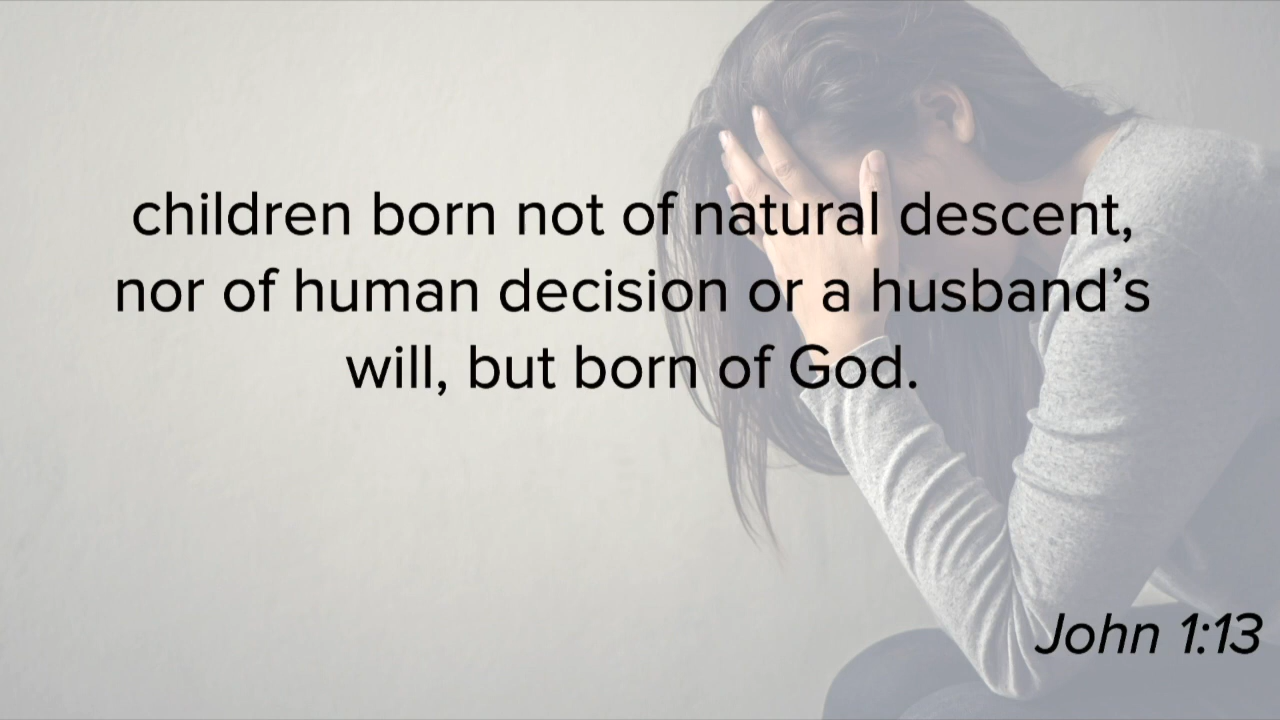 children born not of natural descent,
nor of human decision or a husband’s
will, but born of God.
John 1:13